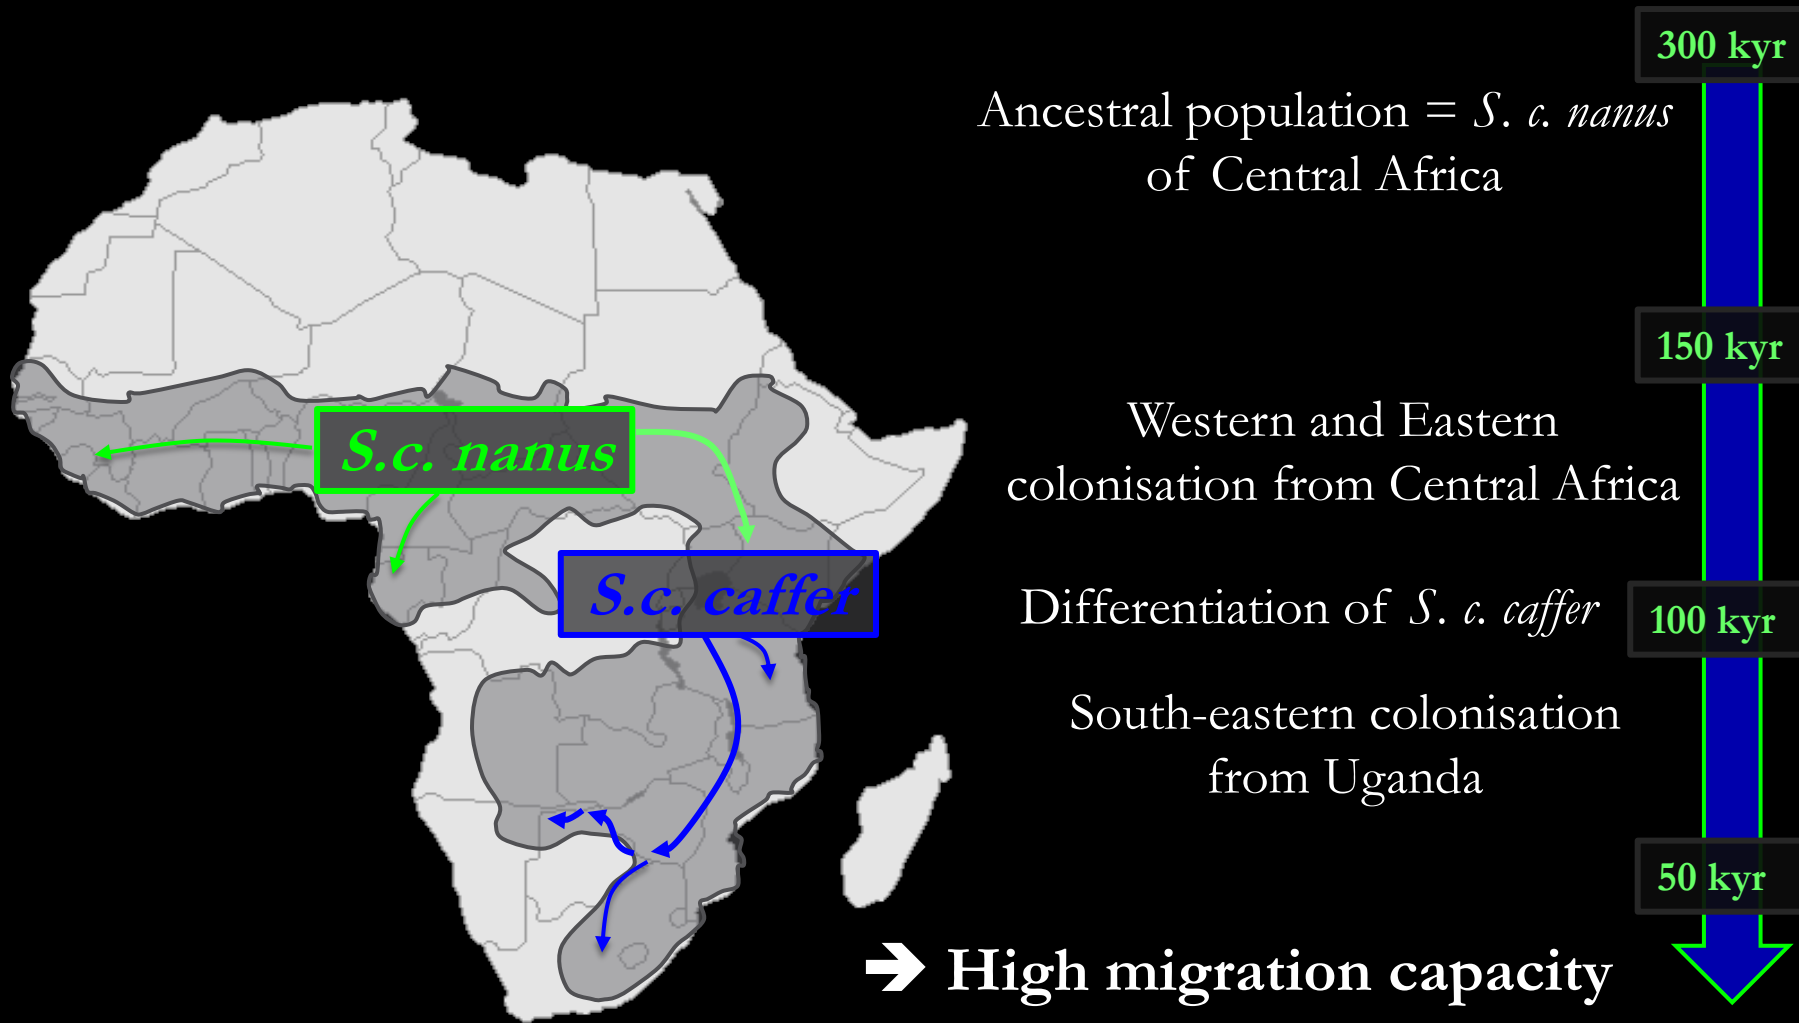 300 kyr
Ancestral population = S. c. nanus
of Central Africa
150 kyr
Western and Eastern
colonisation from Central Africa
S.c. nanus
S.c. caffer
Differentiation of S. c. caffer
100 kyr
South-eastern colonisation
from Uganda
50 kyr
➔ High migration capacity